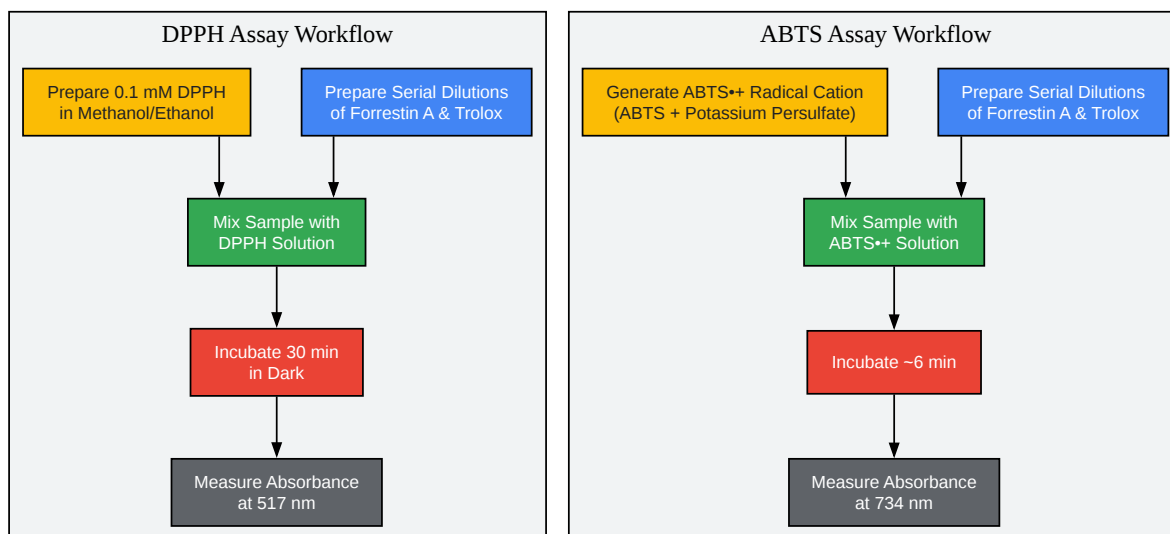 DPPH Assay Workflow
Prepare 0.1 mM DPPH
in Methanol/Ethanol
Prepare Serial Dilutions
of Forrestin A & Trolox
Mix Sample with
DPPH Solution
Incubate 30 min
in Dark
Measure Absorbance
at 517 nm
ABTS Assay Workflow
Generate ABTS•+ Radical Cation
(ABTS + Potassium Persulfate)
Prepare Serial Dilutions
of Forrestin A & Trolox
Mix Sample with
ABTS•+ Solution
Incubate ~6 min
Measure Absorbance
at 734 nm